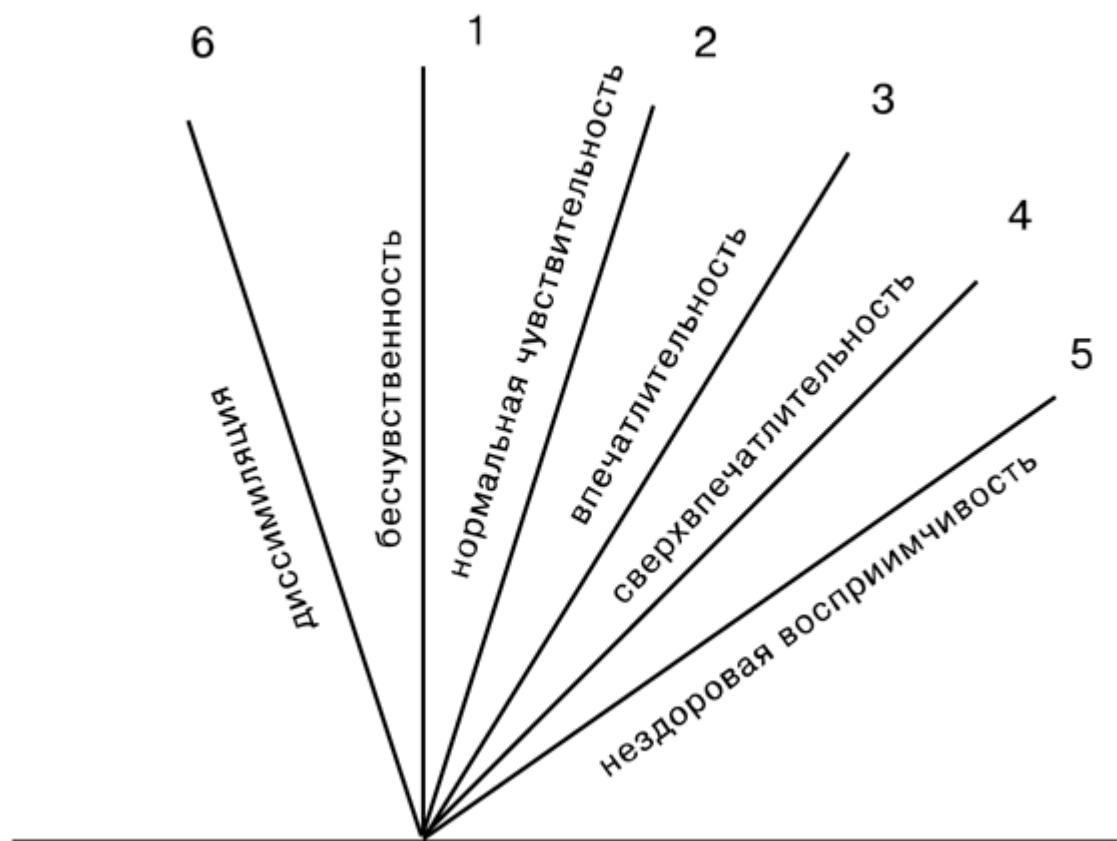 6
1
2
3
4
5
диссимиляция
бесчувственность
нормальная чувствительность
впечатлительность
сверхвпечатлительность
нездоровая восприимчивость